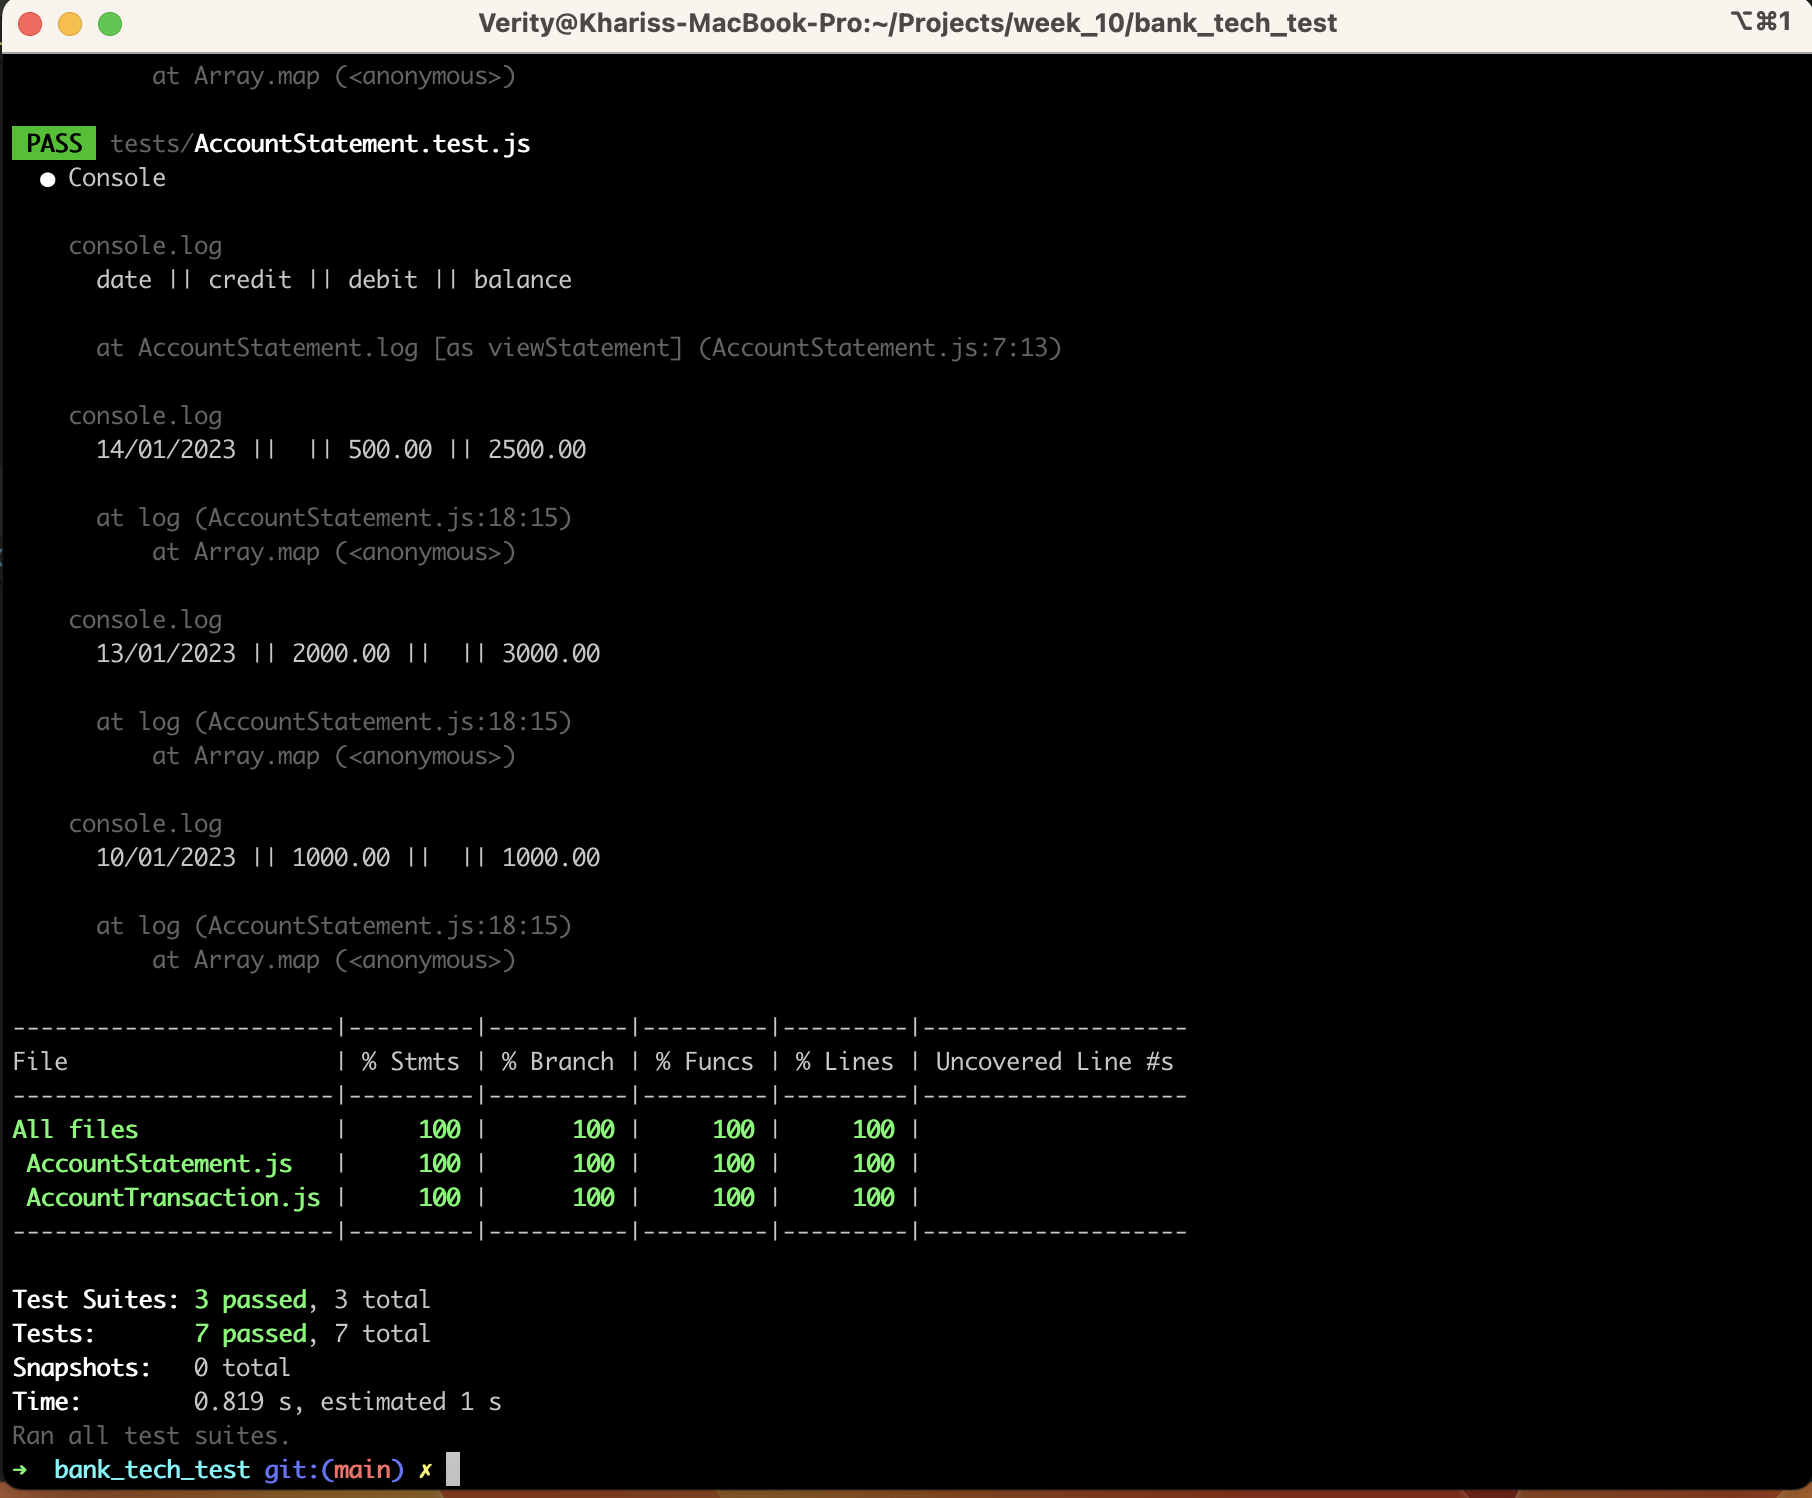 Verity@Khariss-MacBook-Pro:~/Projects/week_10/bank_tech_test ⌥⌘1
at Array.map (<anonymous>)
PASS tests/AccountStatement.test.js
● Console
console.log
date || credit || debit || balance
at AccountStatement.log [as viewStatement] (AccountStatement.js:7:13)
console.log
14/01/2023 ||  || 500.00 || 2500.00
at log (AccountStatement.js:18:15)
at Array.map (<anonymous>)
console.log
13/01/2023 || 2000.00 ||  || 3000.00
at log (AccountStatement.js:18:15)
at Array.map (<anonymous>)
console.log
10/01/2023 || 1000.00 ||  || 1000.00
at log (AccountStatement.js:18:15)
at Array.map (<anonymous>)
-----------------------|---------|----------|---------|---------|-------------------
File                   | % Stmts | % Branch | % Funcs | % Lines | Uncovered Line #s
-----------------------|---------|----------|---------|---------|-------------------
All files              |     100 |      100 |     100 |     100 |
 AccountStatement.js   |     100 |      100 |     100 |     100 |
 AccountTransaction.js |     100 |      100 |     100 |     100 |
-----------------------|---------|----------|---------|---------|-------------------
Test Suites: 3 passed, 3 total
Tests:       7 passed, 7 total
Snapshots:   0 total
Time:        0.819 s, estimated 1 s
Ran all test suites.
➜  bank_tech_test git:(main) ✗